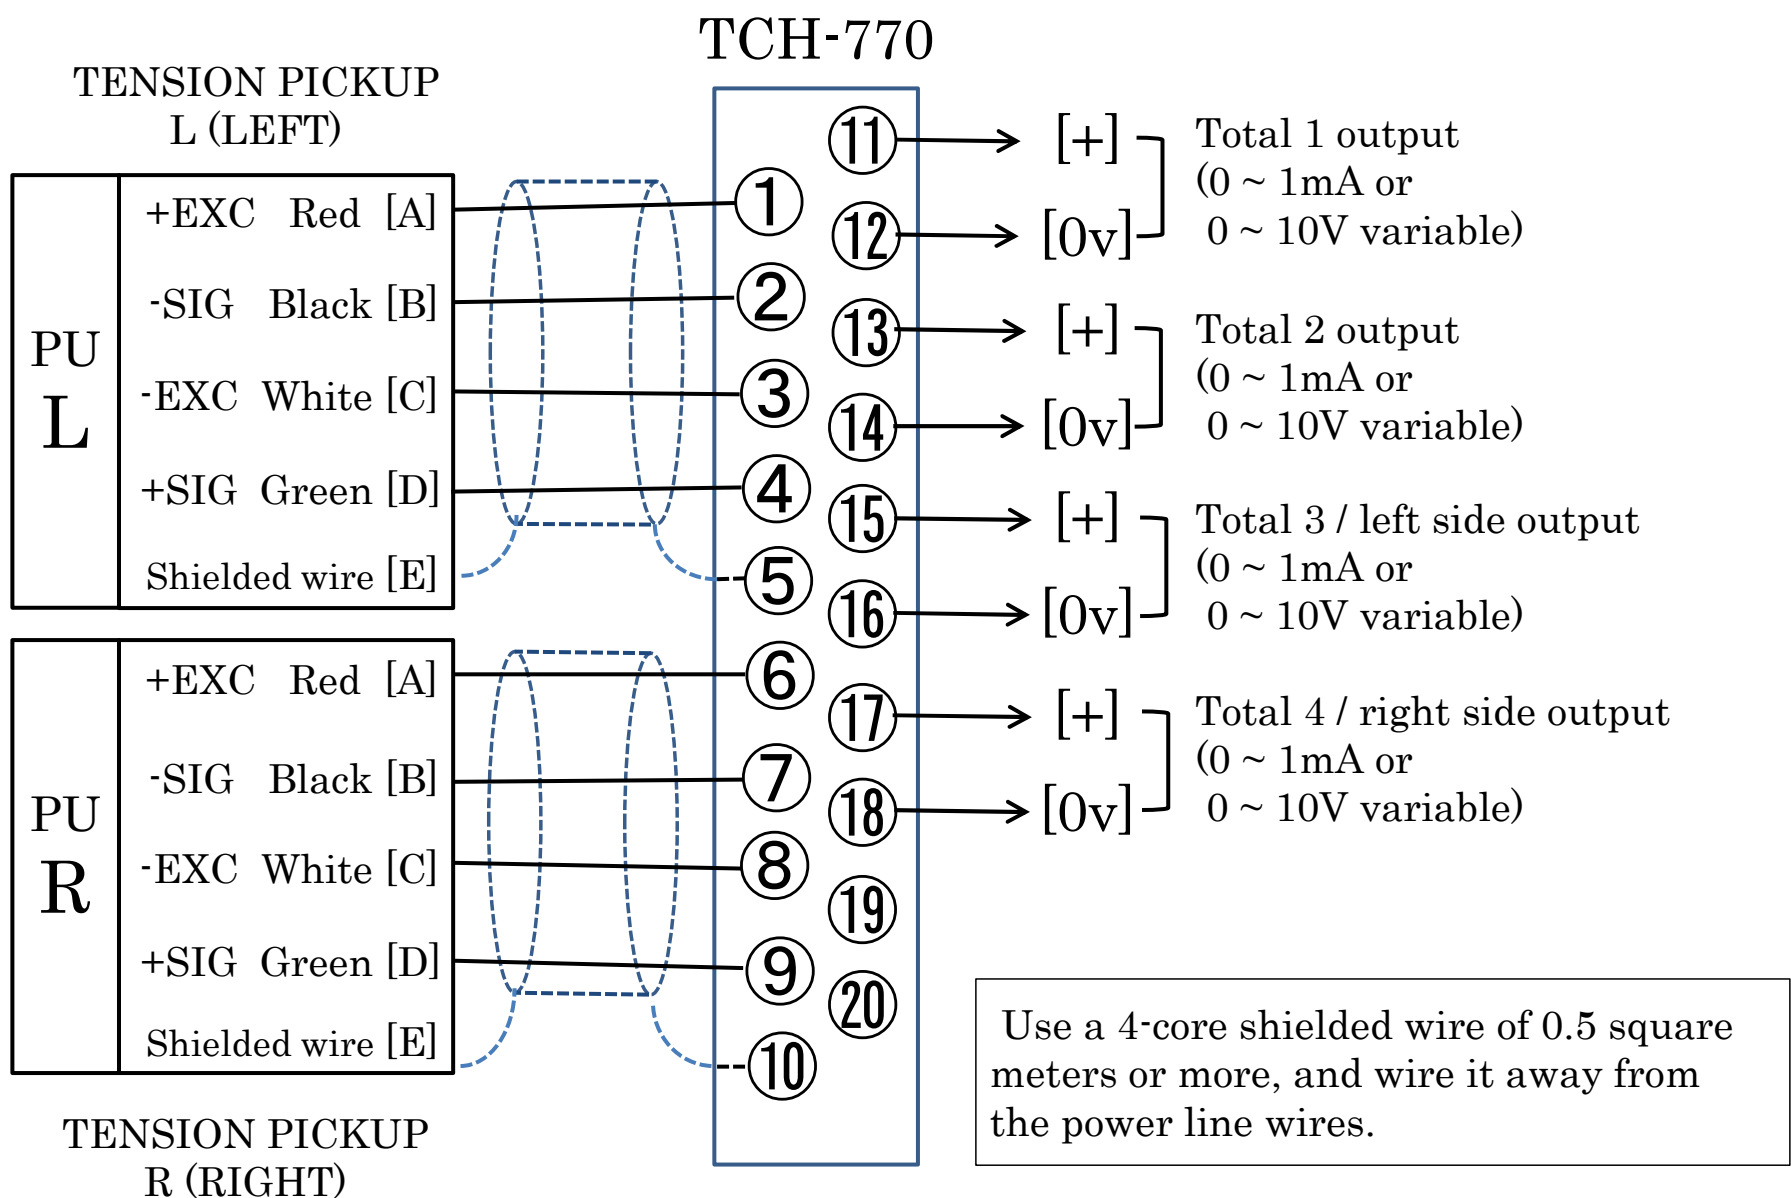 TCH-770
TENSION PICKUP
L (LEFT)
PU
L
+EXC Red [A]
-SIG Black [B]
-EXC White [C]
+SIG Green [D]
Shielded wire [E]
PU
R
+EXC Red [A]
-SIG Black [B]
-EXC White [C]
+SIG Green [D]
Shielded wire [E]
TENSION PICKUP
R (RIGHT)
①
②
③
④
⑤
⑥
⑦
⑧
⑨
⑩
⑪
⑫
⑬
⑭
⑮
⑯
⑰
⑱
⑲
⑳
[+]
[0v]
Total 1 output
(0 ~ 1mA or
0 ~ 10V variable)
[+]
[0v]
Total 2 output
(0 ~ 1mA or
0 ~ 10V variable)
[+]
[0v]
Total 3 / left side output
(0 ~ 1mA or
0 ~ 10V variable)
[+]
[0v]
Total 4 / right side output
(0 ~ 1mA or
0 ~ 10V variable)
Use a 4-core shielded wire of 0.5 square
meters or more, and wire it away from
the power line wires.